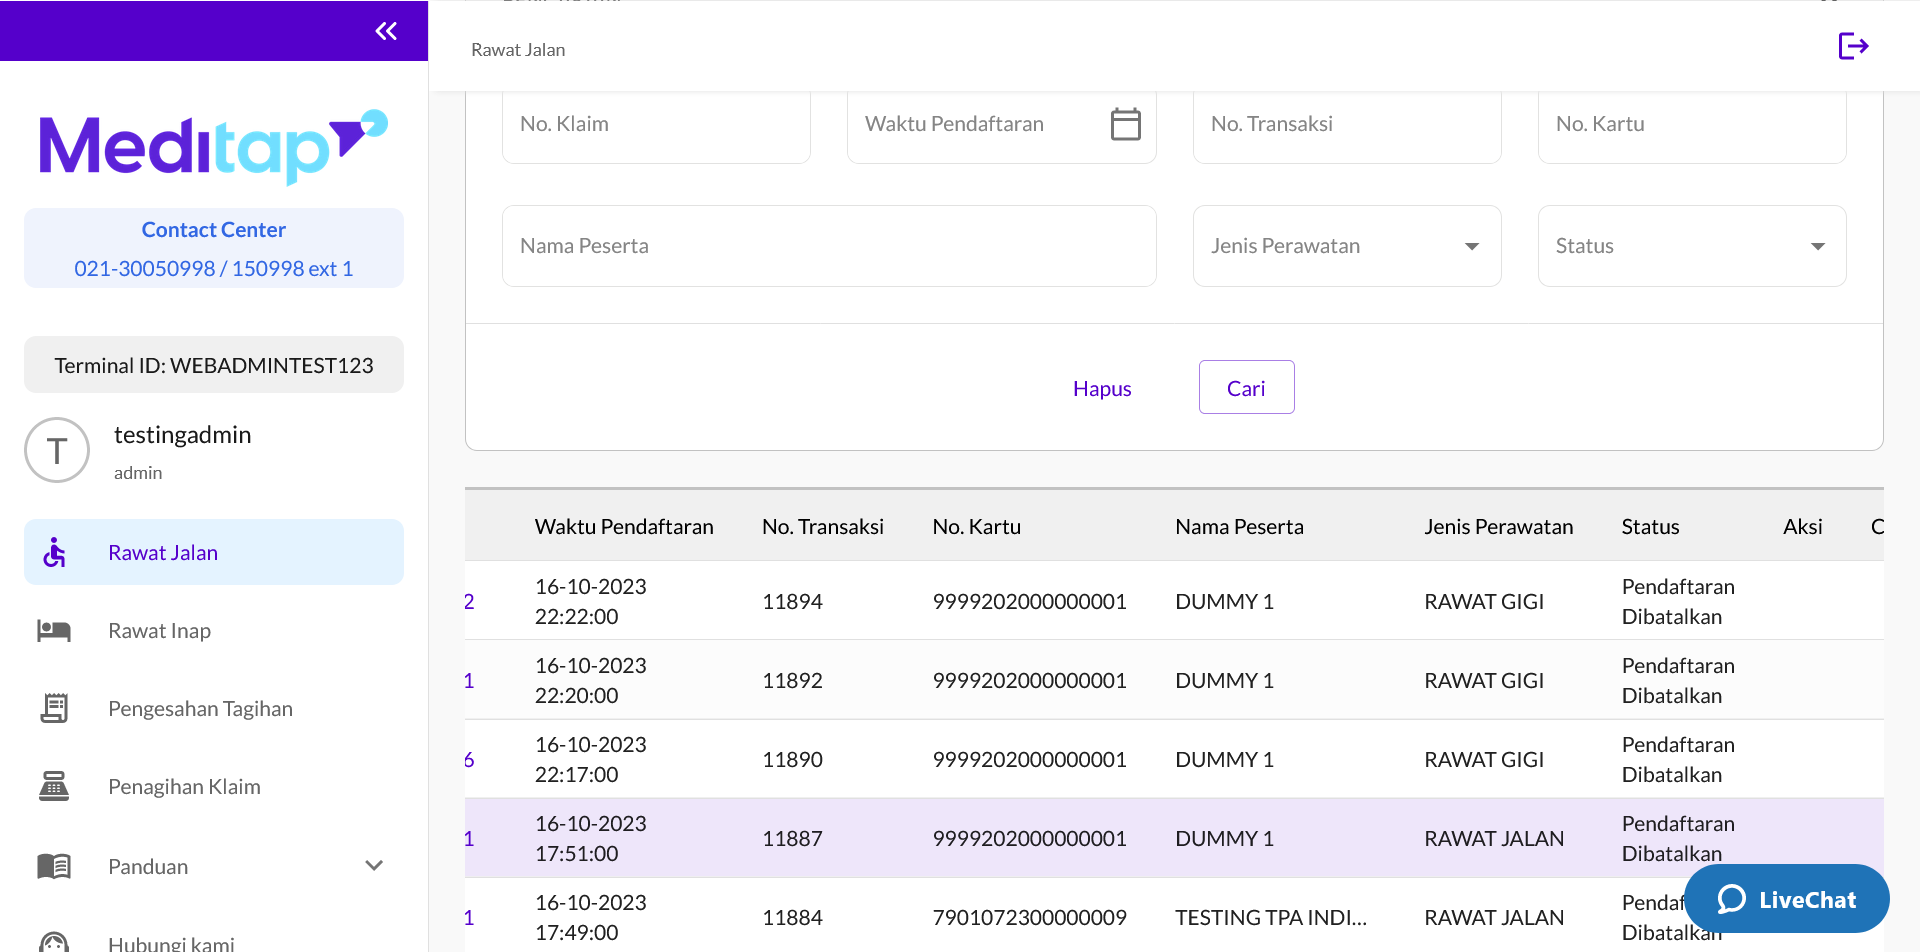 Rawat Jalan
Meditap
Contact Center
021-30050998 / 150998 ext 1
Terminal ID: WEBADMINTEST123
T
testingadmin
admin
Rawat Jalan
Rawat Inap
Pengesahan Tagihan
Penagihan Klaim
Panduan
Hubungi kami
No. Klaim
Waktu Pendaftaran
No. Transaksi
No. Kartu
Nama Peserta
Jenis Perawatan
Status
Hapus
Cari
Waktu Pendaftaran No. Transaksi No. Kartu Nama Peserta Jenis Perawatan Status Aksi C
2 16-10-2023 22:22:00 11894 9999202000000001 DUMMY 1 RAWAT GIGI Pendaftaran Dibatalkan
1 16-10-2023 22:20:00 11892 9999202000000001 DUMMY 1 RAWAT GIGI Pendaftaran Dibatalkan
6 16-10-2023 22:17:00 11890 9999202000000001 DUMMY 1 RAWAT GIGI Pendaftaran Dibatalkan
1 16-10-2023 17:51:00 11887 9999202000000001 DUMMY 1 RAWAT JALAN Pendaftaran Dibatalkan
1 16-10-2023 17:49:00 11884 7901072300000009 TESTING TPA INDI... RAWAT JALAN Pendaf Dibatalkan
LiveChat